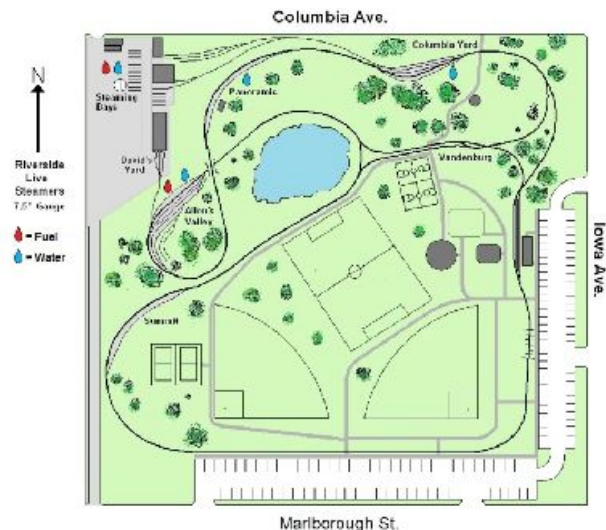 Columbia Ave.
Columbia Yard
N
Steaming
Bays
Panoramic
Riverside
Live
Steamers
7.5" Gauge
David's
Yard
Vandenburg
= Fuel
= Water
Allen's
Valley
Iowa Ave.
Summit
Marlborough St.